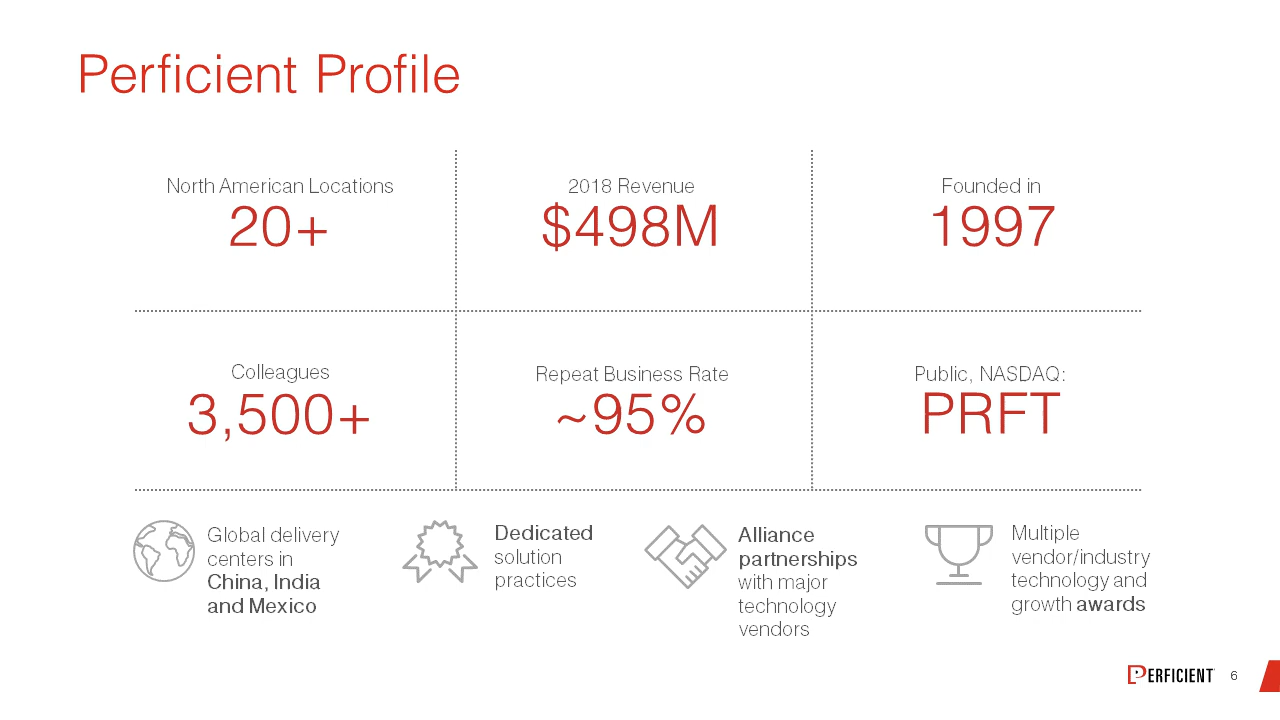 Perficient Profile
North American Locations
20+
2018 Revenue
$498M
Founded in
1997
Colleagues
3,500+
Repeat Business Rate
~95%
Public, NASDAQ:
PRFT
Global delivery
centers in
China, India
and Mexico
Dedicated
solution
practices
Alliance
partnerships
with major
technology
vendors
Multiple
vendor/industry
technology and
growth awards
PERFICIENT
6